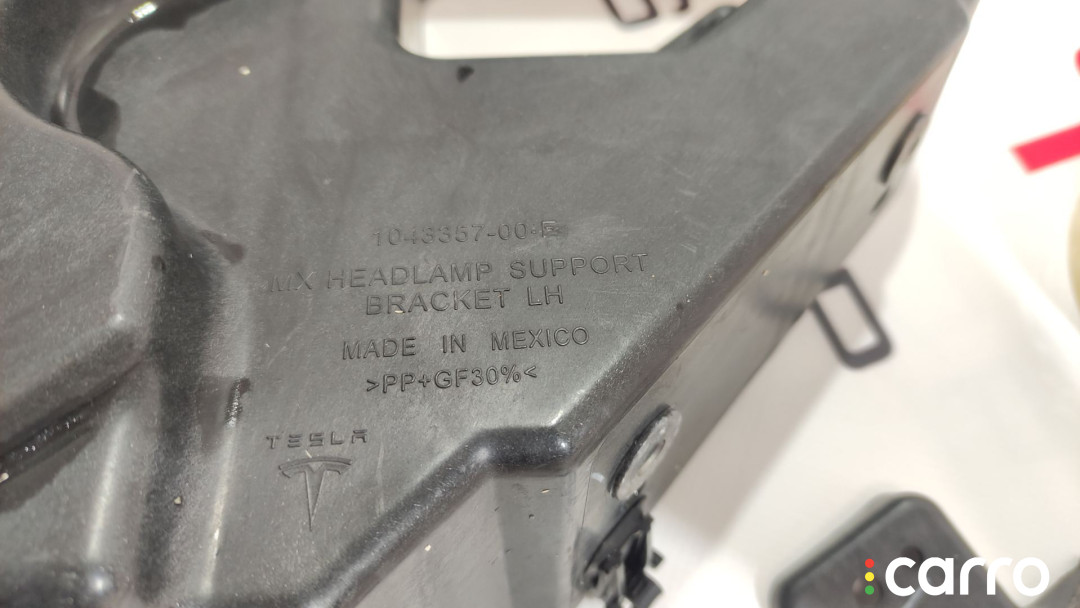 1043357-00-E
MX HEADLAMP SUPPORT
BRACKET LH
MADE IN MEXICO
>PP+GF30%<
TESLA
carro